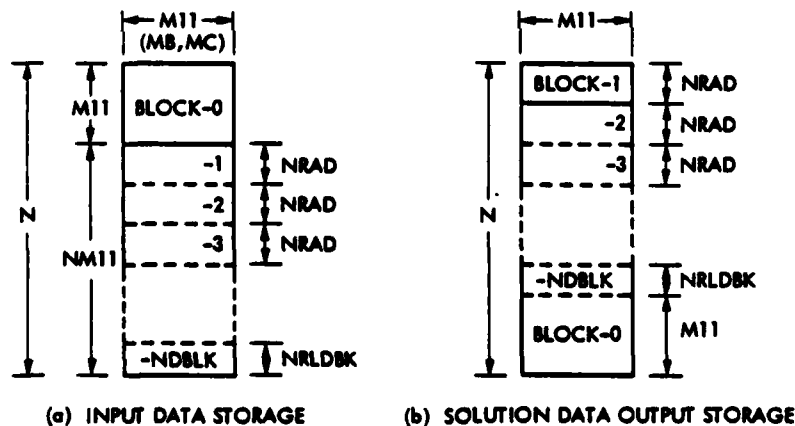 M11
(MB,MC)
M11
BLOCK-0
-1
NRAD
-2
NRAD
-3
NRAD
N
NM11
-NDBLK
NRLDBK
(a) INPUT DATA STORAGE
M11
BLOCK-1
NRAD
-2
NRAD
-3
NRAD
N
-NDBLK
NRLDBK
BLOCK-0
M11
(b) SOLUTION DATA OUTPUT STORAGE